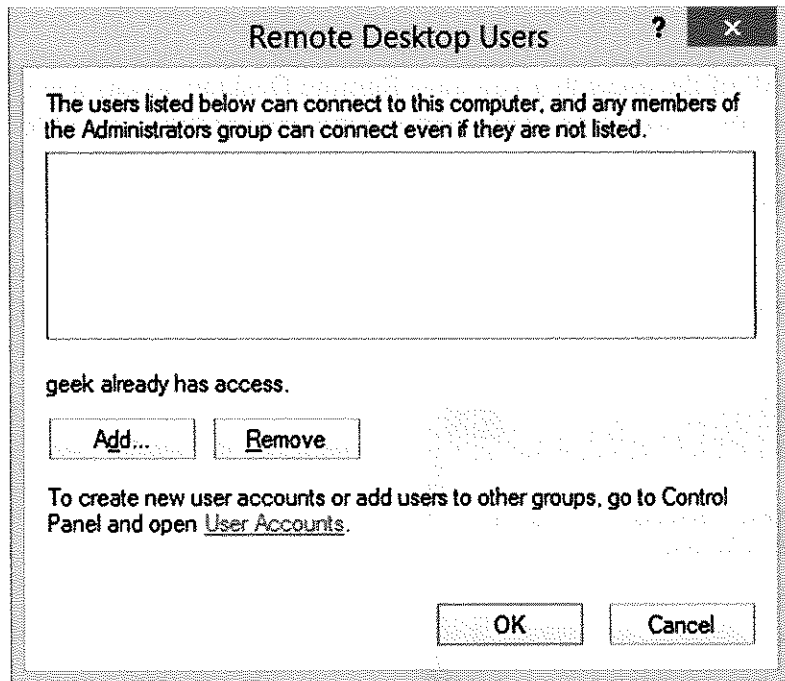 Remote Desktop Users
?
The users listed below can connect to this computer, and any members of
the Administrators group can connect even if they are not listed.
geek already has access.
Add...
Remove
To create new user accounts or add users to other groups, go to Control
Panel and open User Accounts.
OK
Cancel